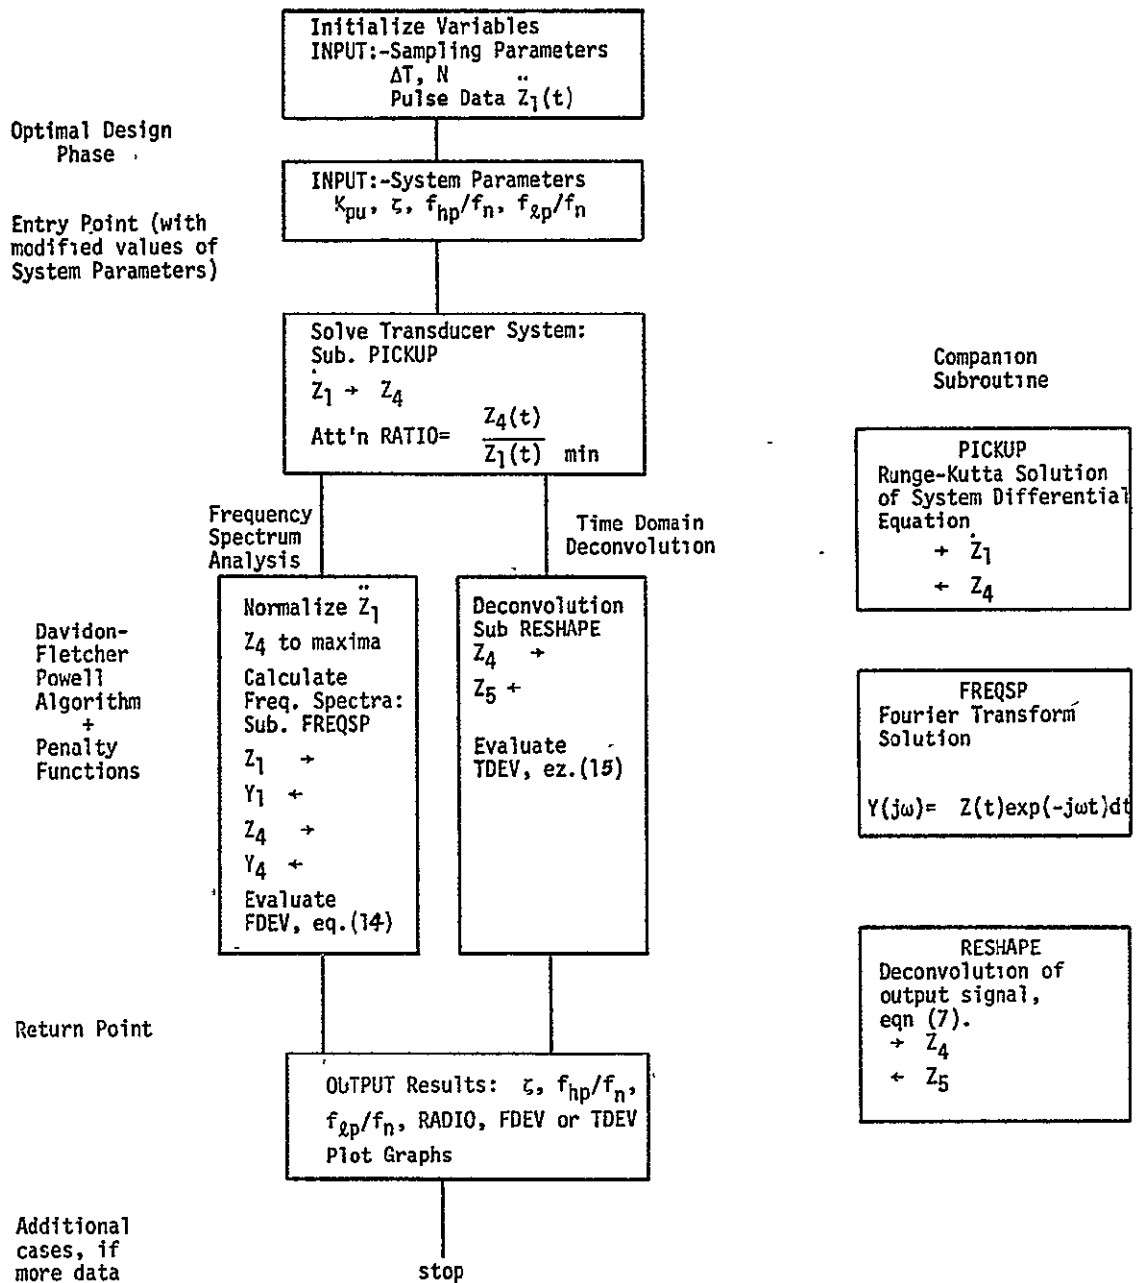 Initialize Variables
INPUT:-Sampling Parameters
ΔT, N
Pulse Data Z̈₁(t)
Optimal Design
Phase
INPUT:-System Parameters
Kpu, ζ, fhp/fn, fℓp/fn
Entry Point (with
modified values of
System Parameters)
Solve Transducer System:
Sub. PICKUP
Ż₁ → Z₄
Att'n RATIO= Z₄(t)
Z₁(t) min
Frequency
Spectrum
Analysis
Time Domain
Deconvolution
Davidon-
Fletcher
Powell
Algorithm
+
Penalty
Functions
Normalize Z̈₁
Z₄ to maxima
Calculate
Freq. Spectra:
Sub. FREQSP
Z₁ →
Y₁ ←
Z₄ →
Y₄ ←
Evaluate
FDEV, eq.(14)
Deconvolution
Sub RESHAPE
Z₄ →
Z₅ ←
Evaluate
TDEV, ez.(15)
Return Point
OUTPUT Results: ζ, fhp/fn,
fℓp/fn, RADIO, FDEV or TDEV
Plot Graphs
Additional
cases, if
more data
stop
Companion
Subroutine
PICKUP
Runge-Kutta Solution
of System Differential
Equation
→ Ż₁
← Z₄
FREQSP
Fourier Transform
Solution
Y(jω)= Z(t)exp(-jωt)dt
RESHAPE
Deconvolution of
output signal,
eqn (7).
→ Z₄
← Z₅